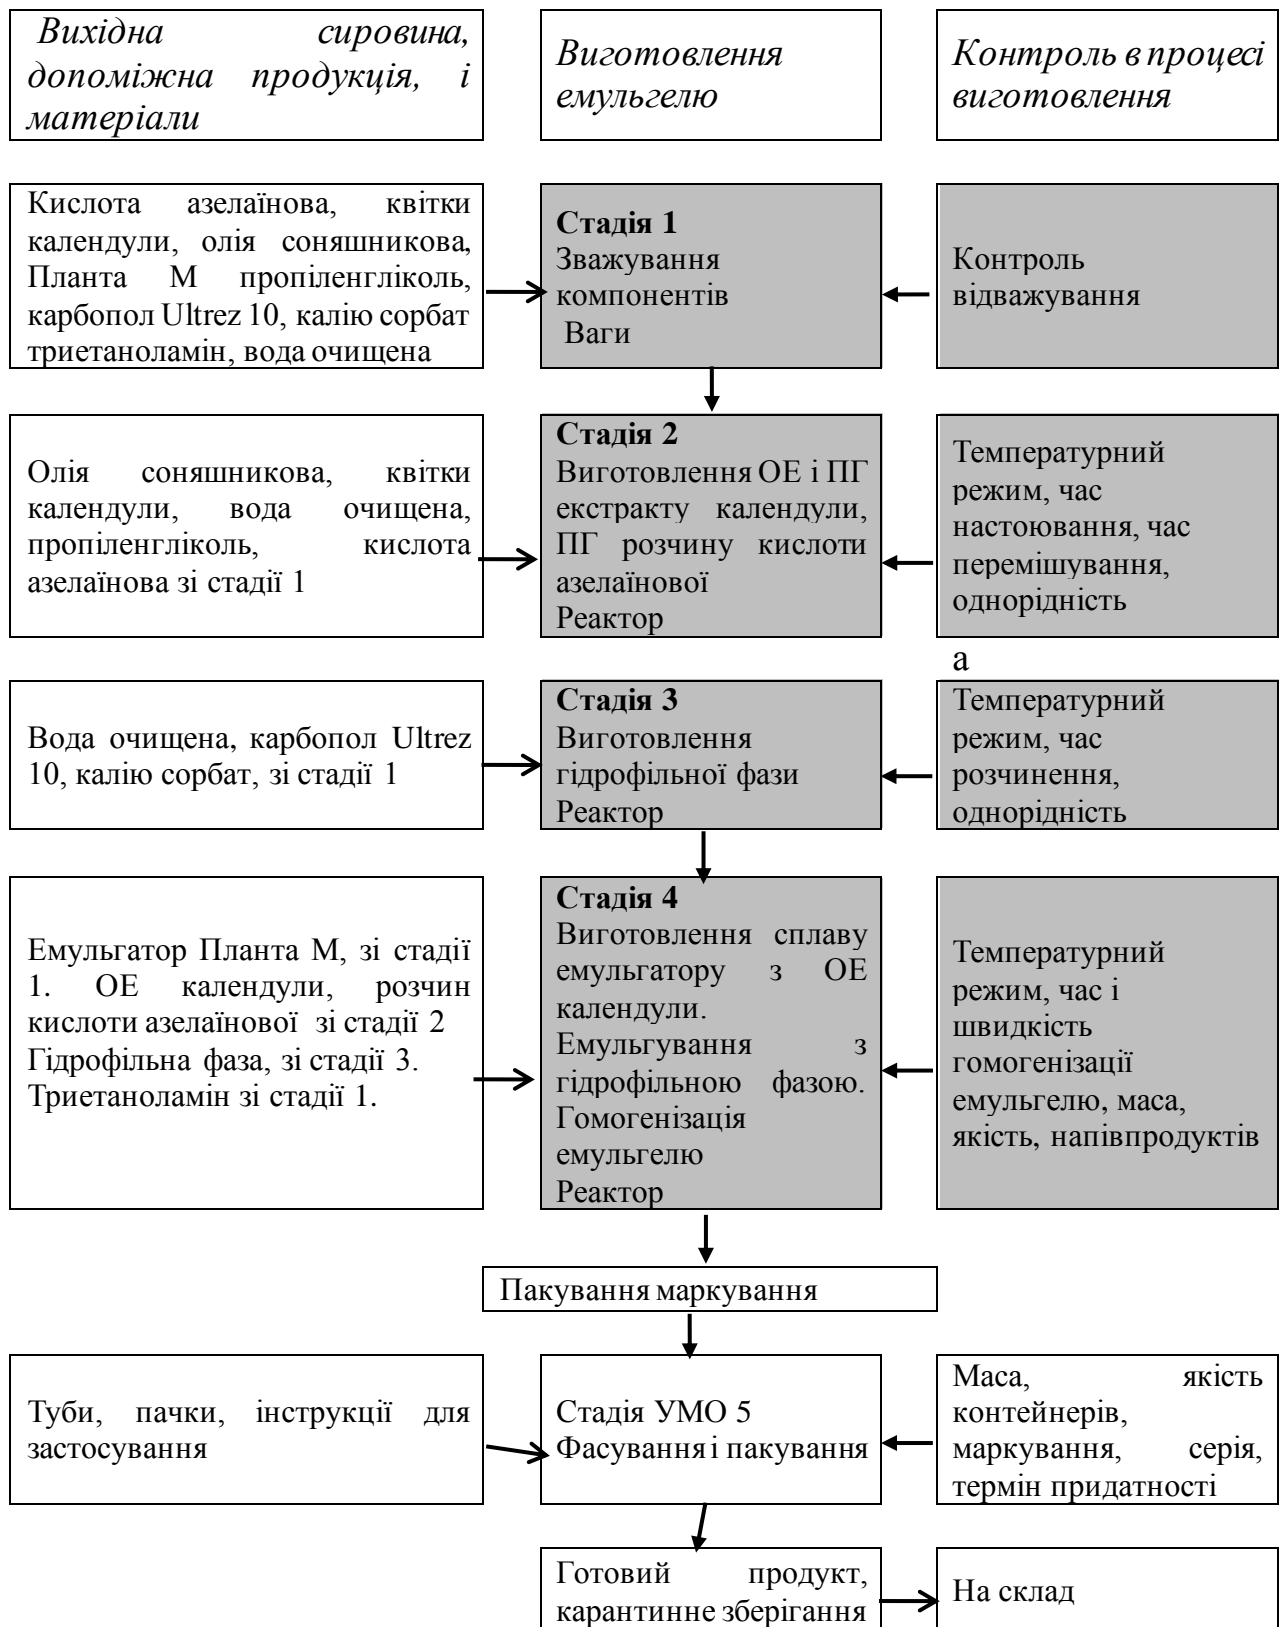 Вихідна сировина,
допоміжна продукція, і
матеріали
Виготовлення
емульгелю
Контроль в процесі
виготовлення
Кислота азелаїнова, квітки
календули, олія соняшникова,
Планта М пропіленгліколь,
карбопол Ultrez 10, калію сорбат
триетаноламін, вода очищена
Стадія 1
Зважування
компонентів
Ваги
Контроль
відважування
Олія соняшникова, квітки
календули, вода очищена,
пропіленгліколь, кислота
азелаїнова зі стадії 1
Стадія 2
Виготовлення ОЕ і ПГ
екстракту календули,
ПГ розчину кислоти
азелаїнової
Реактор
Температурний
режим, час
настоювання, час
перемішування,
однорідність
а
Вода очищена, карбопол Ultrez
10, калію сорбат, зі стадії 1
Стадія 3
Виготовлення
гідрофільної фази
Реактор
Температурний
режим, час
розчинення,
однорідність
Емульгатор Планта М, зі стадії
1. ОЕ календули, розчин
кислоти азелаїнової зі стадії 2
Гідрофільна фаза, зі стадії 3.
Триетаноламін зі стадії 1.
Стадія 4
Виготовлення сплаву
емульгатору з ОЕ
календули.
Емульгування з
гідрофільною фазою.
Гомогенізація
емульгелю
Реактор
Температурний
режим, час і
швидкість
гомогенізації
емульгелю, маса,
якість, напівпродуктів
Пакування маркування
Туби, пачки, інструкції для
застосування
Стадія УМО 5
Фасування і пакування
Маса, якість
контейнерів,
маркування, серія,
термін придатності
Готовий продукт,
карантинне зберігання
На склад